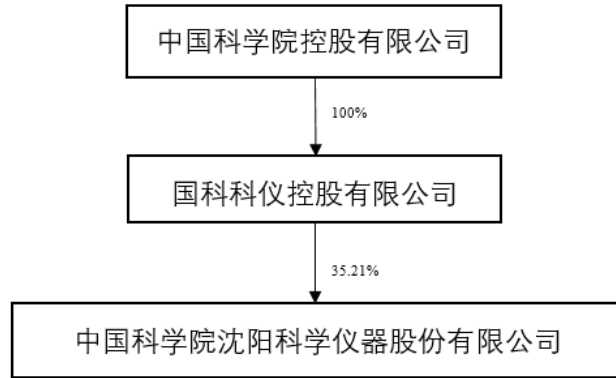 中国科学院控股有限公司
100%
国科科仪控股有限公司
35.21%
中国科学院沈阳科学仪器股份有限公司